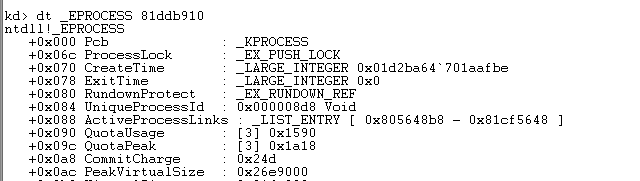 kd> dt _EPROCESS 81ddb910
ntdll!_EPROCESS
+0x000 Pcb : _KPROCESS
+0x06c ProcessLock : _EX_PUSH_LOCK
+0x070 CreateTime : _LARGE_INTEGER 0x01d2ba64`701aafbe
+0x078 ExitTime : _LARGE_INTEGER 0x0
+0x080 RundownProtect : _EX_RUNDOWN_REF
+0x084 UniqueProcessId : 0x000008d8 Void
+0x088 ActiveProcessLinks : _LIST_ENTRY [ 0x805648b8 - 0x81cf5648 ]
+0x090 QuotaUsage : [3] 0x1590
+0x09c QuotaPeak : [3] 0x1a18
+0x0a8 CommitCharge : 0x24d
+0x0ac PeakVirtualSize : 0x26e9000